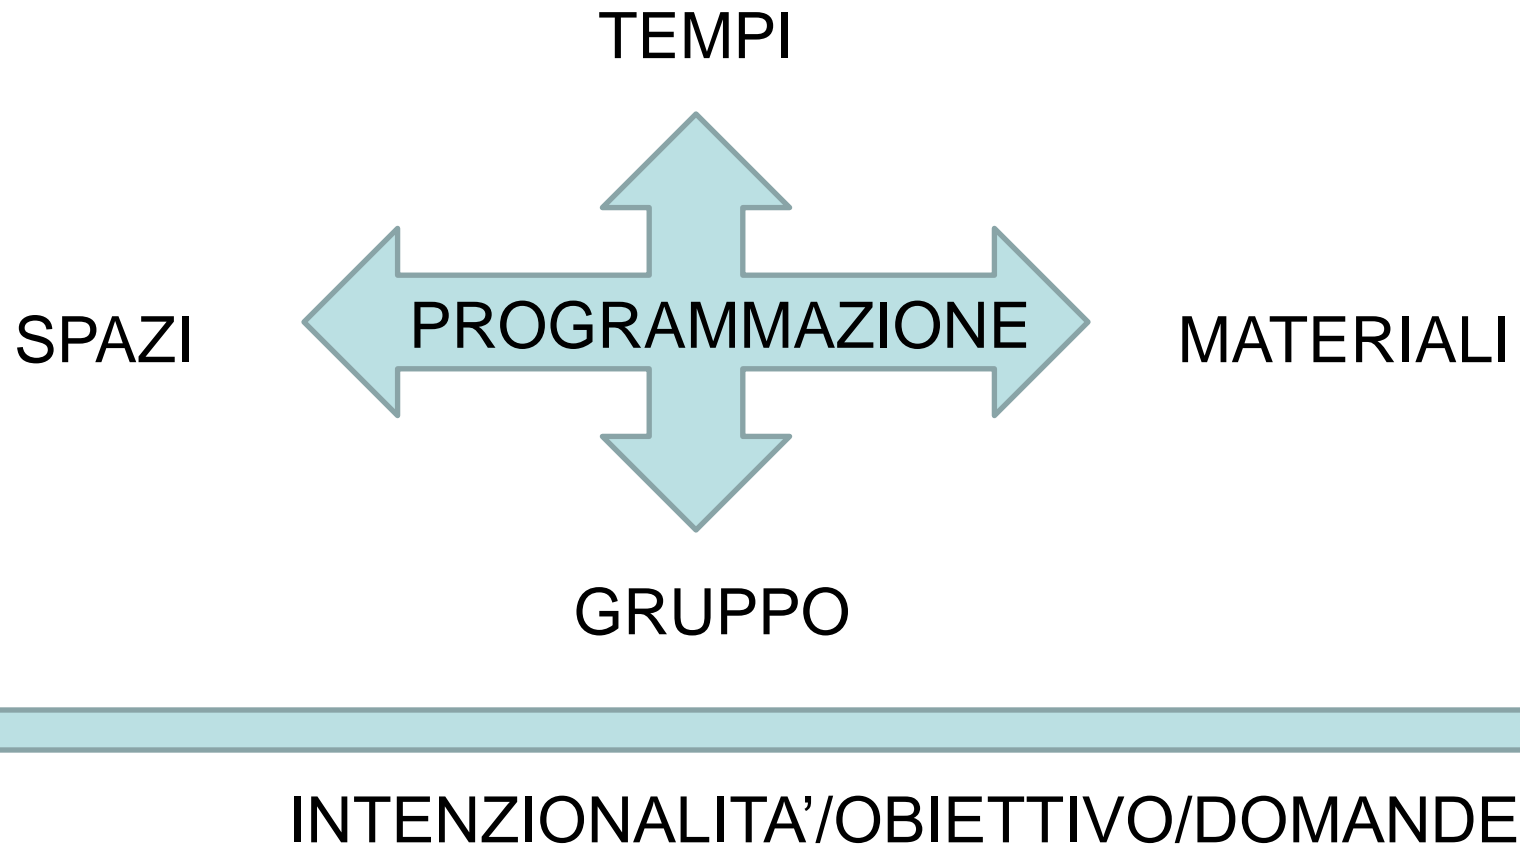 TEMPI
SPAZI
PROGRAMMAZIONE
MATERIALI
GRUPPO
INTENZIONALITA’/OBIETTIVO/DOMANDE